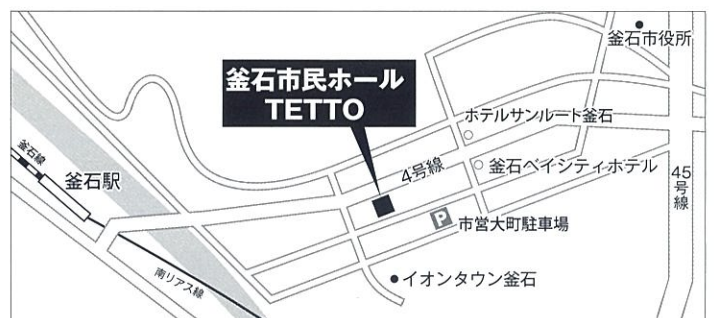 釜石市役所
釜石市民ホール
TETTO
ホテルサンルート釜石
釜石線
釜石駅
4号線
釜石ベイシティホテル
45号線
P
市営大町駐車場
南リアス線
イオンタウン釜石